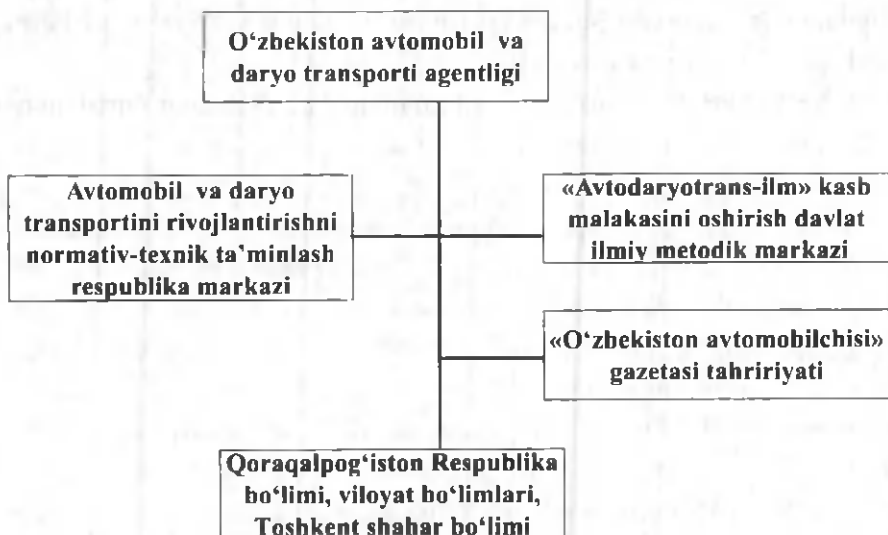 O‘zbekiston avtomobil va
daryo transporti agentligi
Avtomobil va daryo
transportini rivojlantirishni
normativ-texnik ta’minlash
respublika markazi
«Avtodaryotrans-ilm» kasb
malakasini oshirish davlat
ilmiy metodik markazi
«O‘zbekiston avtomobilchisi»
gazetasi tahririyati
Qoraqalpog‘iston Respublika
bo‘limi, viloyat bo‘limlari,
Toshkent shahar bo‘limi